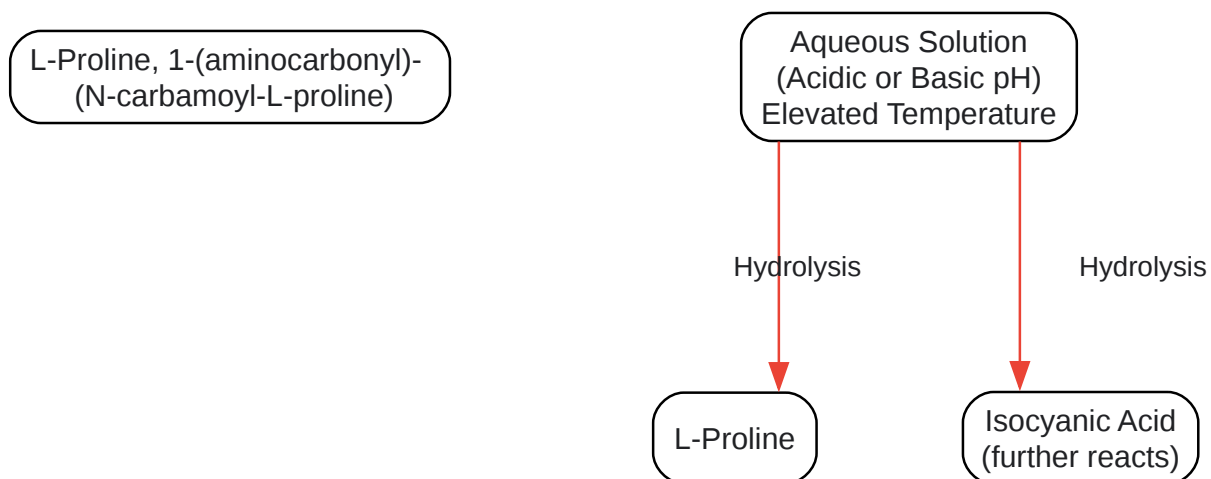 L-Proline, 1-(aminocarbonyl)-
(N-carbamoyl-L-proline)
Aqueous Solution
(Acidic or Basic pH)
Elevated Temperature
Hydrolysis
Hydrolysis
L-Proline
Isocyanic Acid
(further reacts)